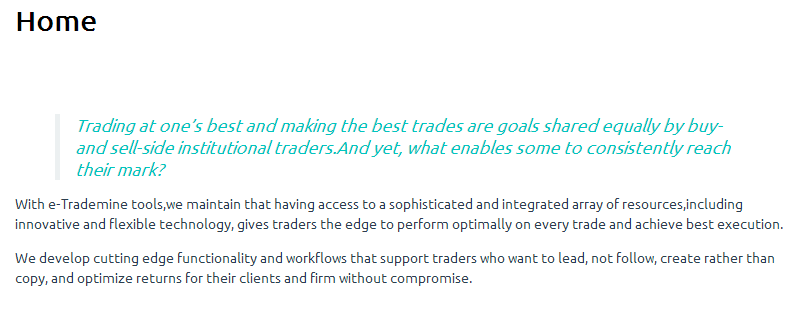 Home
Trading at one's best and making the best trades are goals shared equally by buy-
and sell-side institutional traders.And yet, what enables some to consistently reach
their mark?
With e-Trademine tools,we maintain that having access to a sophisticated and integrated array of resources,including
innovative and flexible technology, gives traders the edge to perform optimally on every trade and achieve best execution.
We develop cutting edge functionality and workflows that support traders who want to lead, not follow, create rather than
copy, and optimize returns for their clients and firm without compromise.